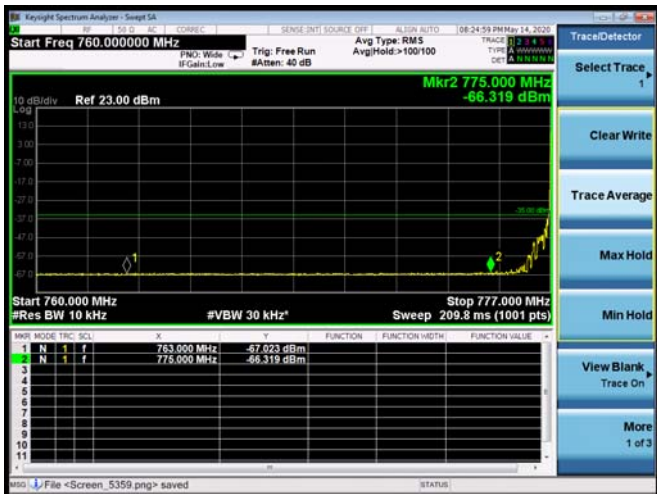 Keysight Spectrum Analyzer - Swept SA
RF 50 Ω AC CORREC SENSE:INT SOURCE OFF ALIGN AUTO 08:24:59 PM May 14, 2020
Start Freq 760.000000 MHz
PNO: Wide
IFGain:Low
Trig: Free Run
#Atten: 40 dB
Avg Type: RMS
Avg|Hold:>100/100
TRACE 1 2 3 4 5 6
TYPE A WWWWW
DET A N N N N N
Mkr2 775.000 MHz
-66.319 dBm
10 dB/div Ref 23.00 dBm
Log
13.0
3.00
-7.00
-17.0
-27.0
-35.00 dBm
-37.0
-47.0
-57.0
-67.0
1
2
Start 760.000 MHz Stop 777.000 MHz
#Res BW 10 kHz #VBW 30 kHz* Sweep 209.8 ms (1001 pts)
MKR MODE TRC SCL X Y FUNCTION FUNCTION WIDTH FUNCTION VALUE
1 N 1 f 763.000 MHz -67.023 dBm
2 N 1 f 775.000 MHz -66.319 dBm
3
4
5
6
7
8
9
10
11
MSG File <Screen_5359.png> saved STATUS
Trace/Detector
Select Trace
1
Clear Write
Trace Average
Max Hold
Min Hold
View Blank
Trace On
More
1 of 3